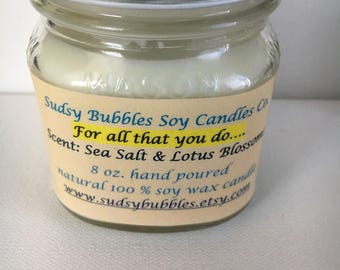 Sudsy Bubbles Soy Candles Co.
For all that you do....
Scent: Sea Salt & Lotus Blossoms
8 oz. hand poured
natural 100 % soy wax candle
www.sudsybubbles.etsy.com